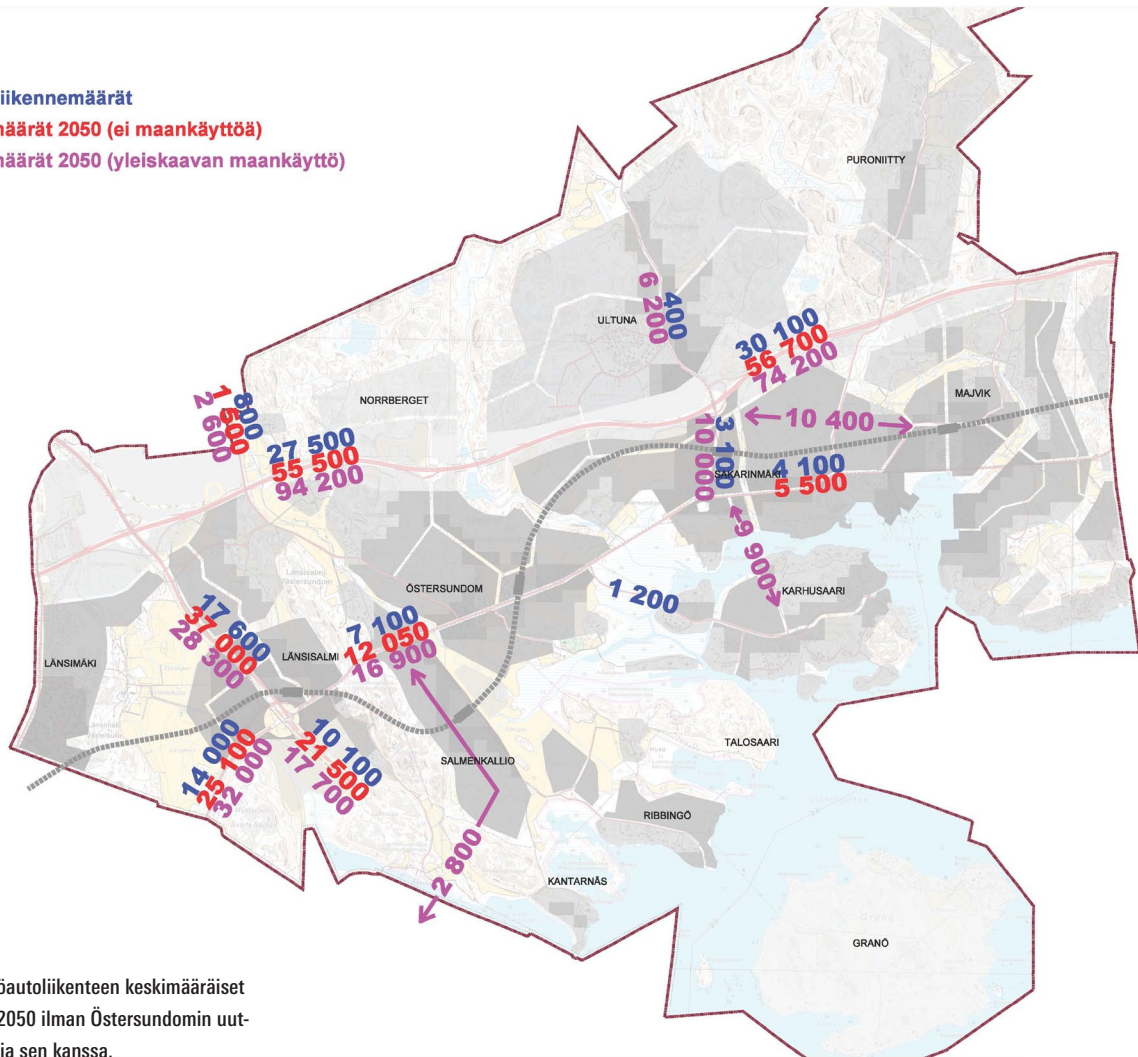 iikennemäärät
näärät 2050 (ei maankäyttöä)
näärät 2050 (yleiskaavan maankäyttö)
PURONIITTY
ULTUNA
6 200
400
30 100
56 700
74 200
NORRBERGET
MAJVIK
800
1 500
2 600
27 500
55 500
94 200
10 400
3 100
10 000
SAKARINMÄKI
4 100
5 500
9 900
ÖSTERSUNDOM
1 200
KARHUSAARI
17 600
37 000
28 300
7 100
12 050
16 900
LÄNSIMÄKI
LÄNSISALMI
14 000
25 100
32 000
10 100
21 500
17 700
SALMENKALLIO
TALOSAARI
RIBBINGÖ
2 800
KANTARNÄS
GRANÖ
öautoliikenteen keskimääräiset
2050 ilman Östersundomin uut-
ja sen kanssa.